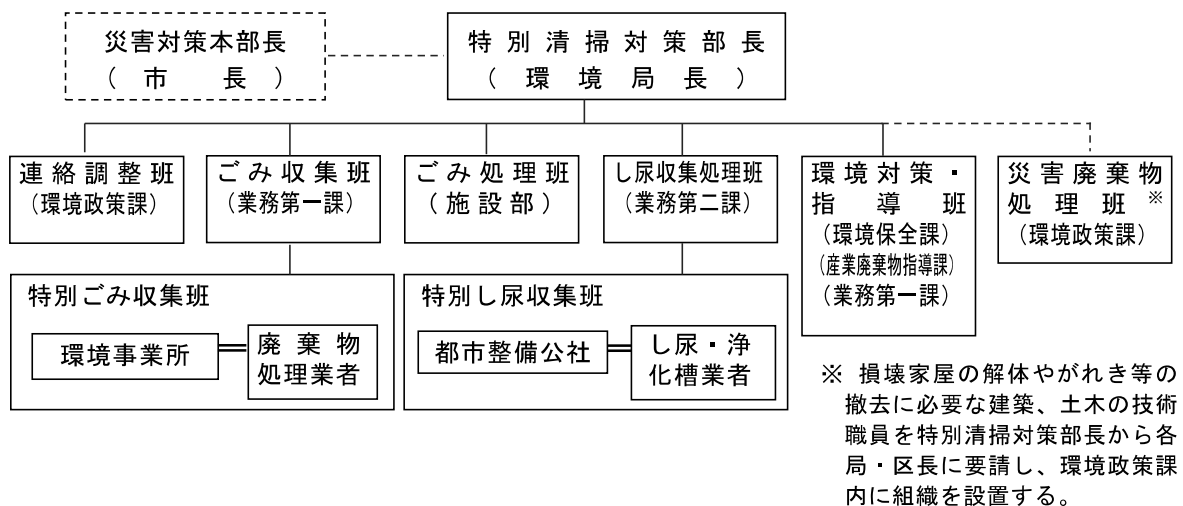 災害対策本部長
（市長）
特別清掃対策部長
（環境局長）
連絡調整班
（環境政策課）
ごみ収集班
（業務第一課）
ごみ処理班
（施設部）
し尿収集処理班
（業務第二課）
環境対策・
指導班
（環境保全課）
（産業廃棄物指導課）
（業務第一課）
災害廃棄物
処理班※
（環境政策課）
特別ごみ収集班
環境事業所
廃棄物
処理業者
特別し尿収集班
都市整備公社
し尿・浄
化槽業者
※ 損壊家屋の解体やがれき等の
撤去に必要な建築、土木の技術
職員を特別清掃対策部長から各
局・区長に要請し、環境政策課
内に組織を設置する。